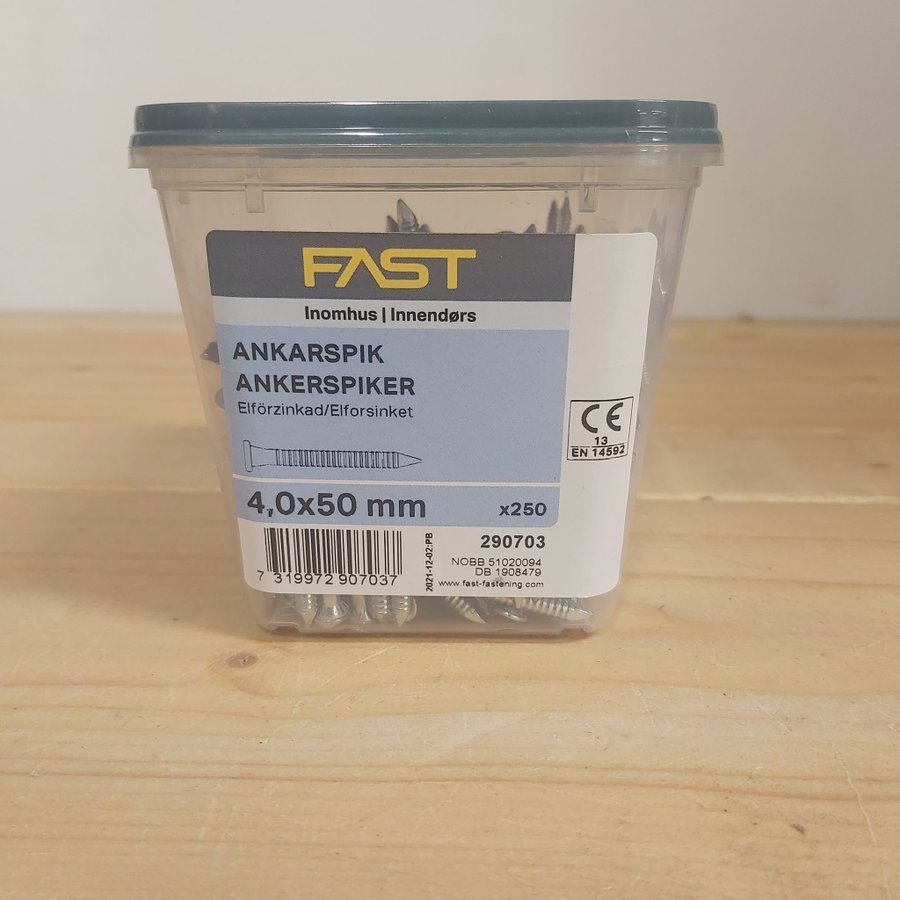 FAST
Inomhus | Innendørs
ANKARSPIK
ANKERSPIKER
Elförzinkad/Elforsinket
4,0x50 mm
x250
CE
13
EN 14592
7 319972 907037
2021-12-02:PB
290703
NOBB 51020094
DB 1908479
www.fast-fastening.com